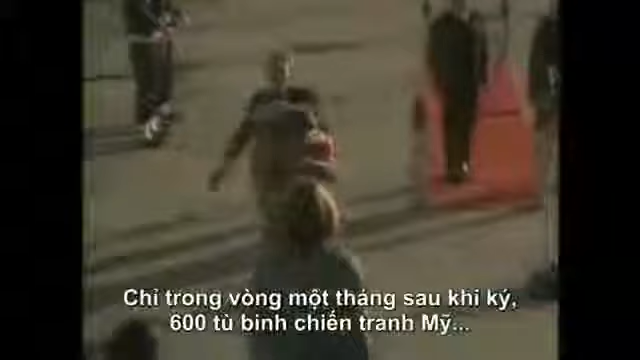 Chỉ trong vòng một tháng sau khi ký,
600 tù binh chiến tranh Mỹ...